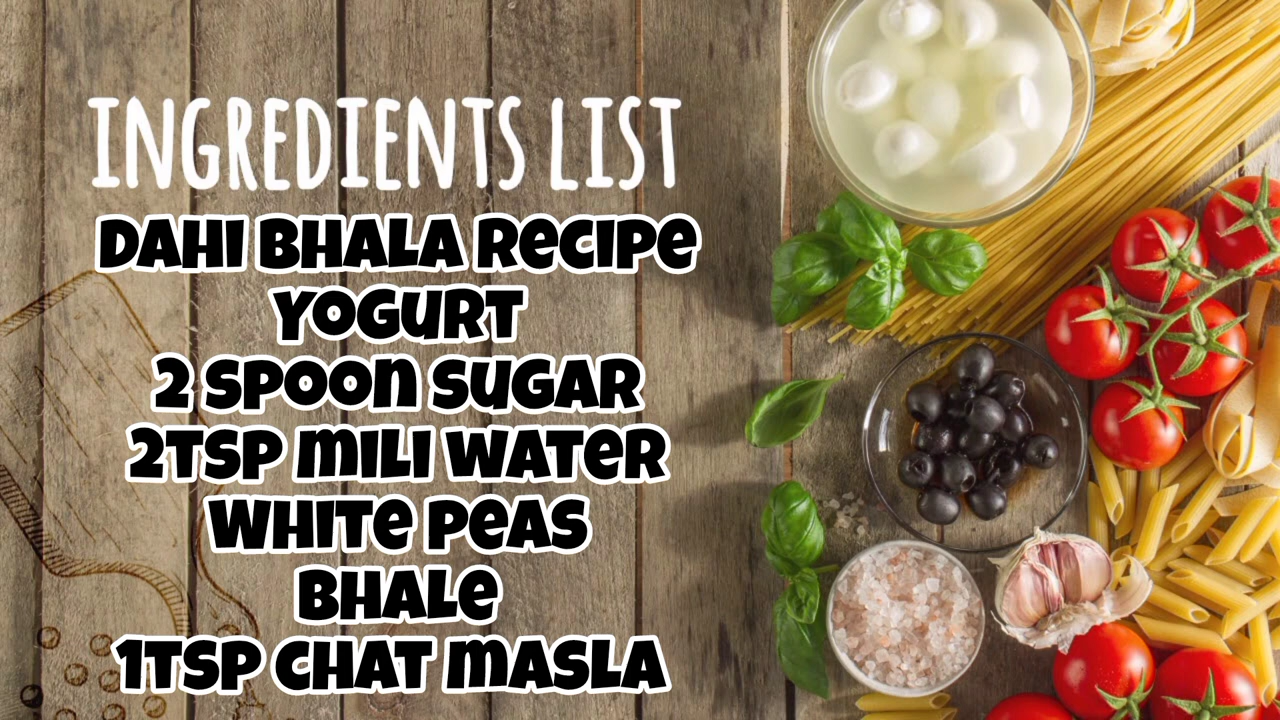 INGREDIENTS LIST
DAHI BHALA RECIPE
YOGURT
2 SPOON SUGAR
2TSP MILI WATER
WHITE PEAS
BHALE
1TSP CHAT MASLA